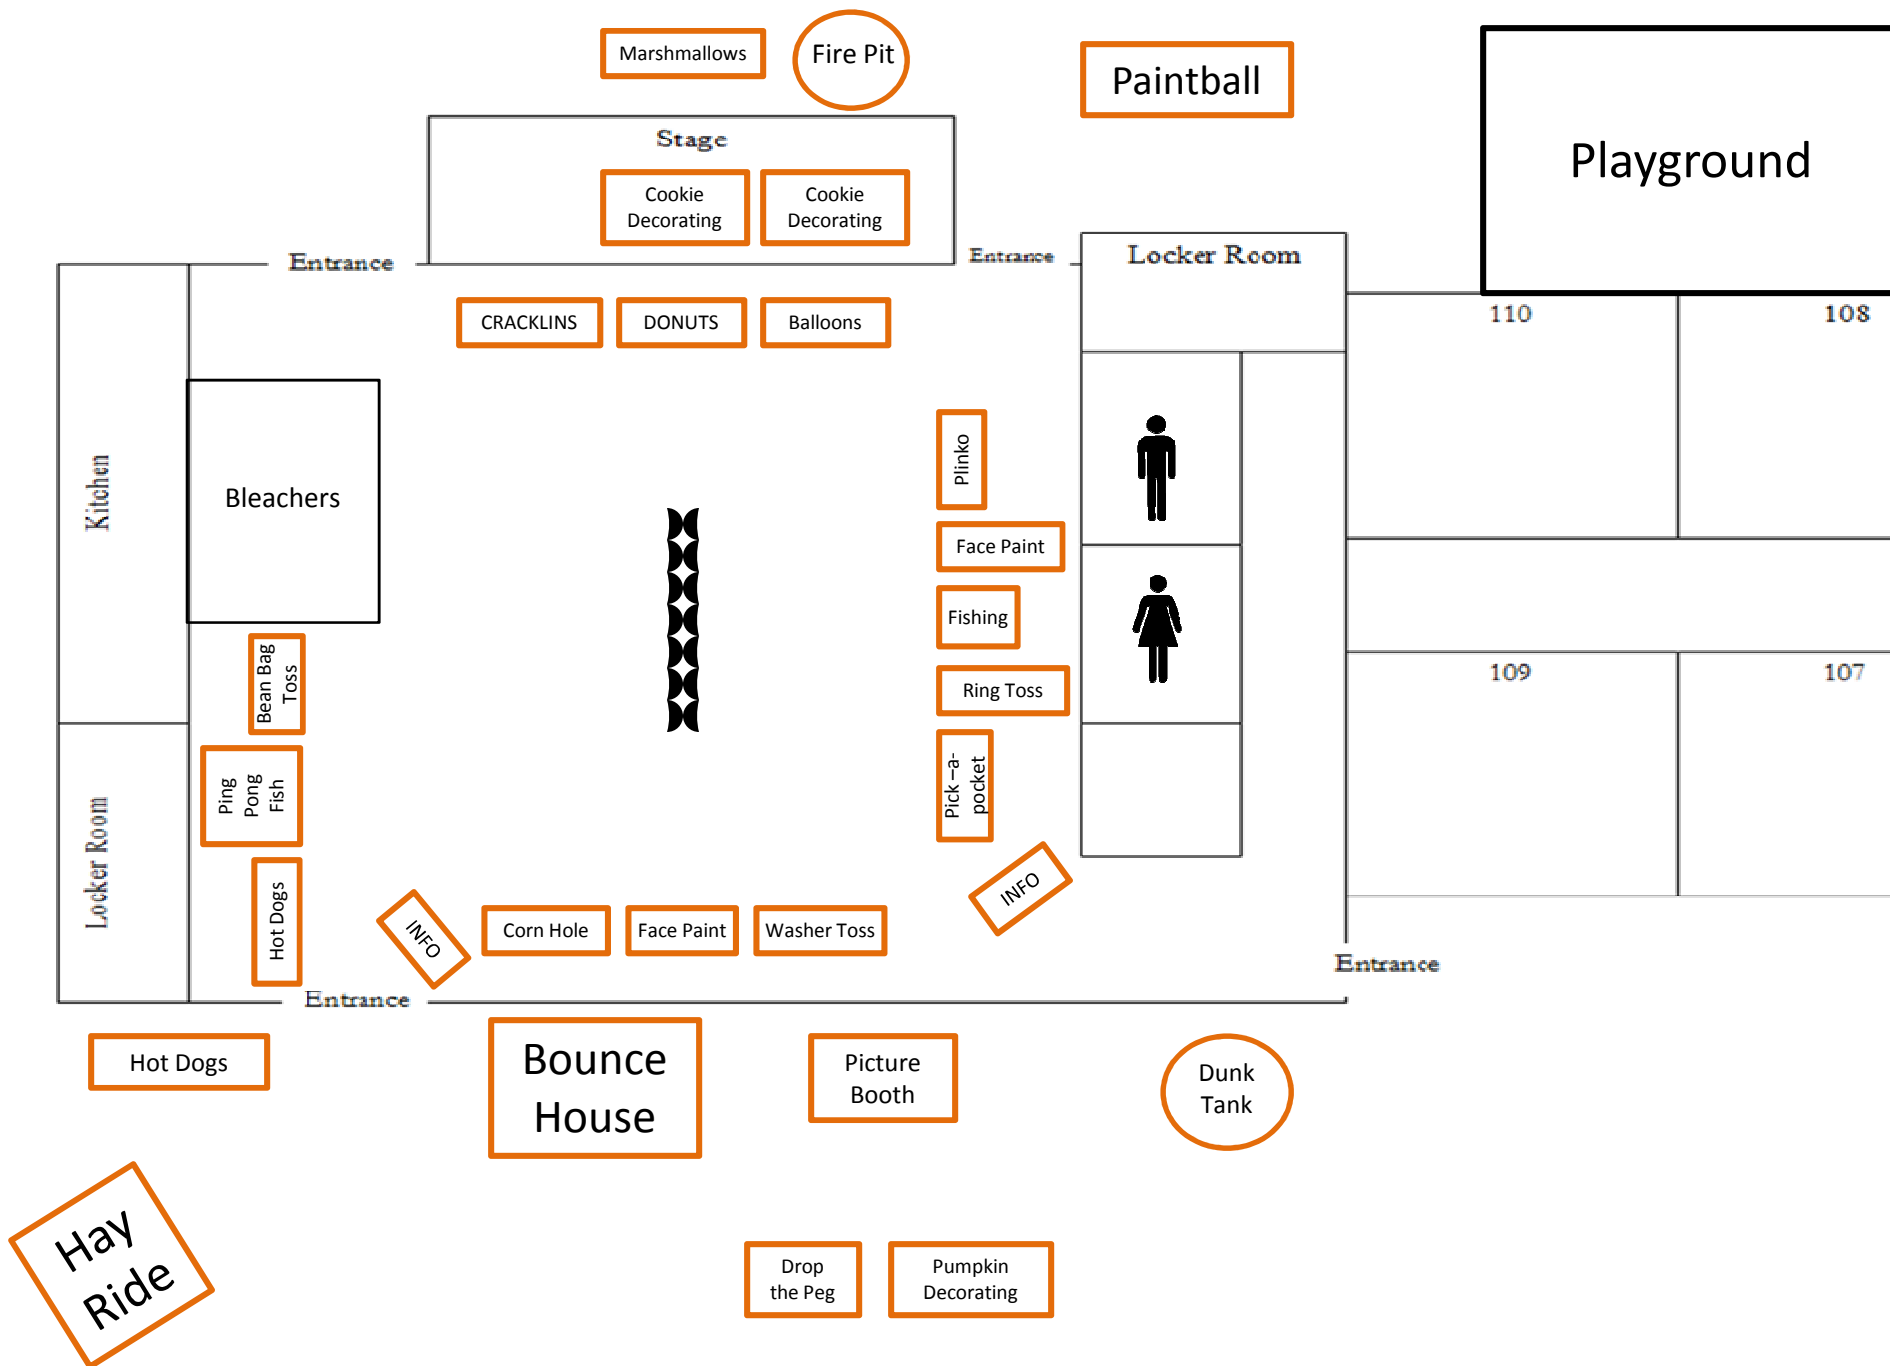 Marshmallows
Fire Pit
Paintball
Playground
Stage
Cookie
Decorating
Cookie
Decorating
Entrance
Entrance
Locker Room
CRACKLINS
DONUTS
Balloons
110
108
Kitchen
Bleachers
Plinko
Face Paint
Fishing
Ring Toss
Pick –a-
pocket
INFO
109
107
Bean Bag
Toss
Ping
Pong
Fish
Locker Room
Hot Dogs
INFO
Corn Hole
Face Paint
Washer Toss
Entrance
Entrance
Hot Dogs
Bounce
House
Picture
Booth
Dunk
Tank
Hay
Ride
Drop
the Peg
Pumpkin
Decorating